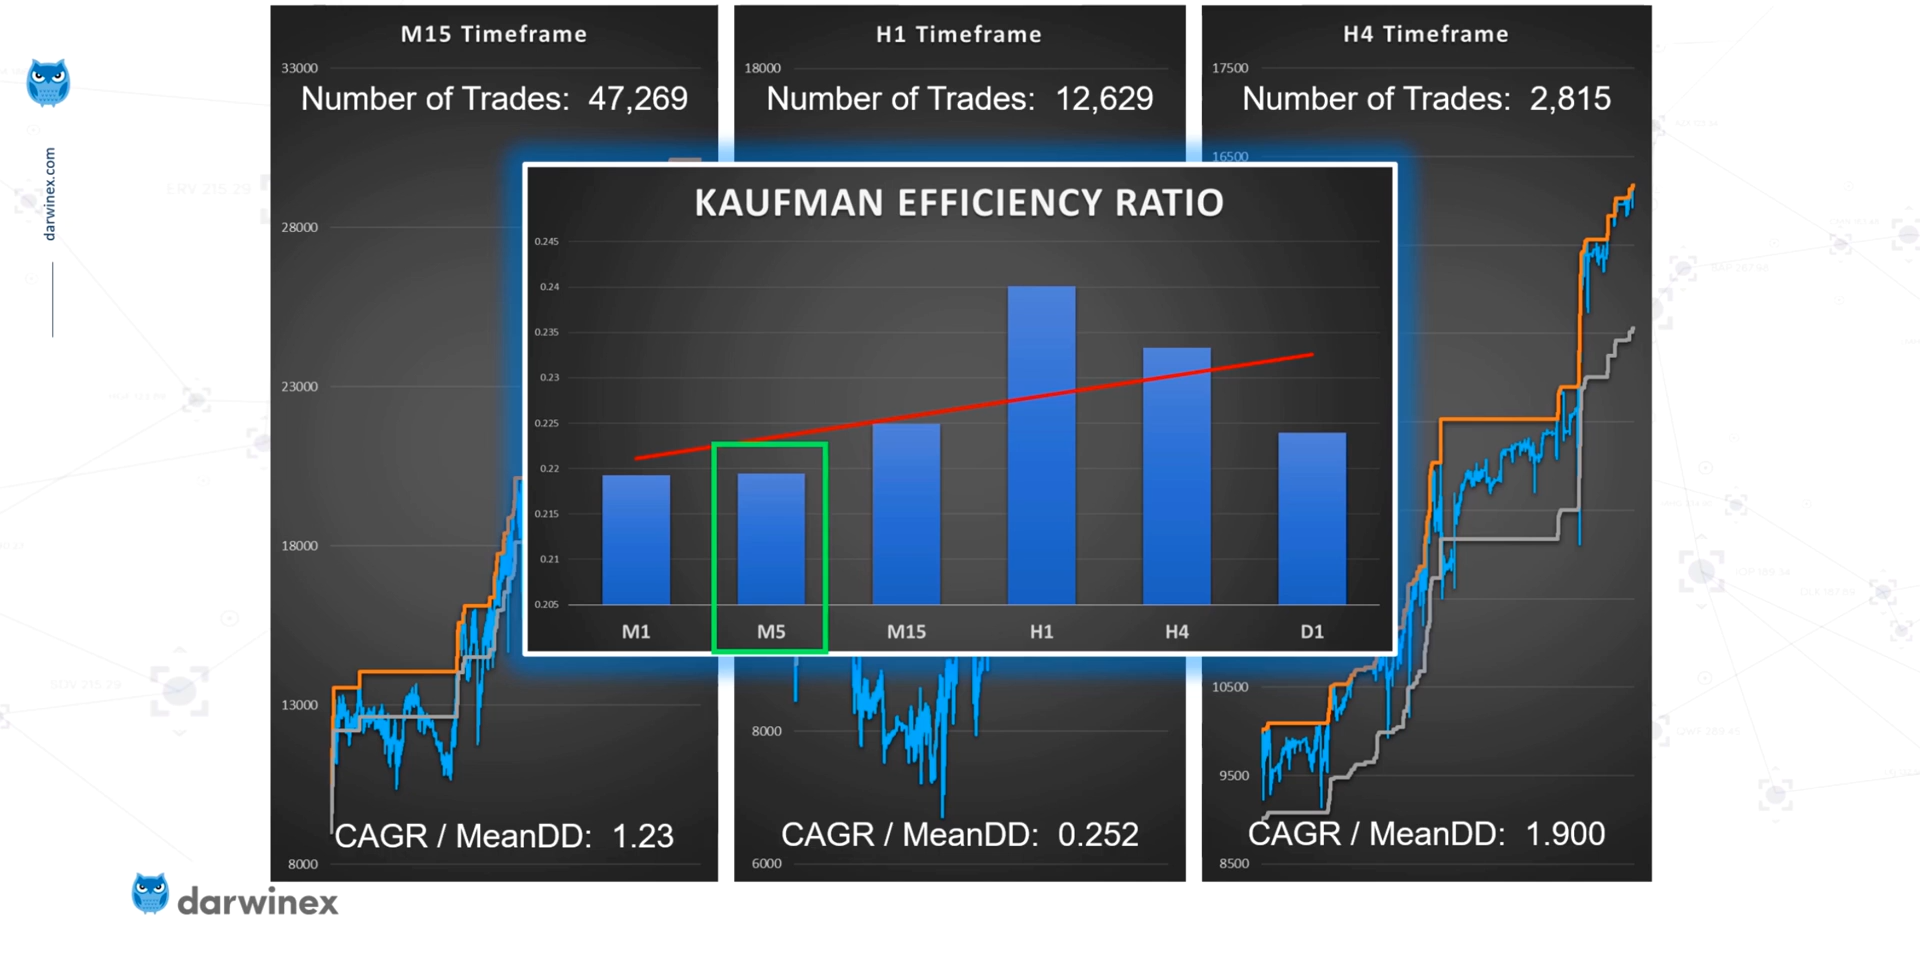 darwinex.com
M15 Timeframe
33000
Number of Trades: 47,269
28000
23000
18000
13000
8000
CAGR / MeanDD: 1.23
H1 Timeframe
18000
Number of Trades: 12,629
8000
6000
CAGR / MeanDD: 0.252
H4 Timeframe
17500
Number of Trades: 2,815
16500
10500
9500
8500
CAGR / MeanDD: 1.900
KAUFMAN EFFICIENCY RATIO
0.245
0.24
0.235
0.23
0.225
0.22
0.215
0.21
0.205
M1 M5 M15 H1 H4 D1
ERV 215 29
darwinex